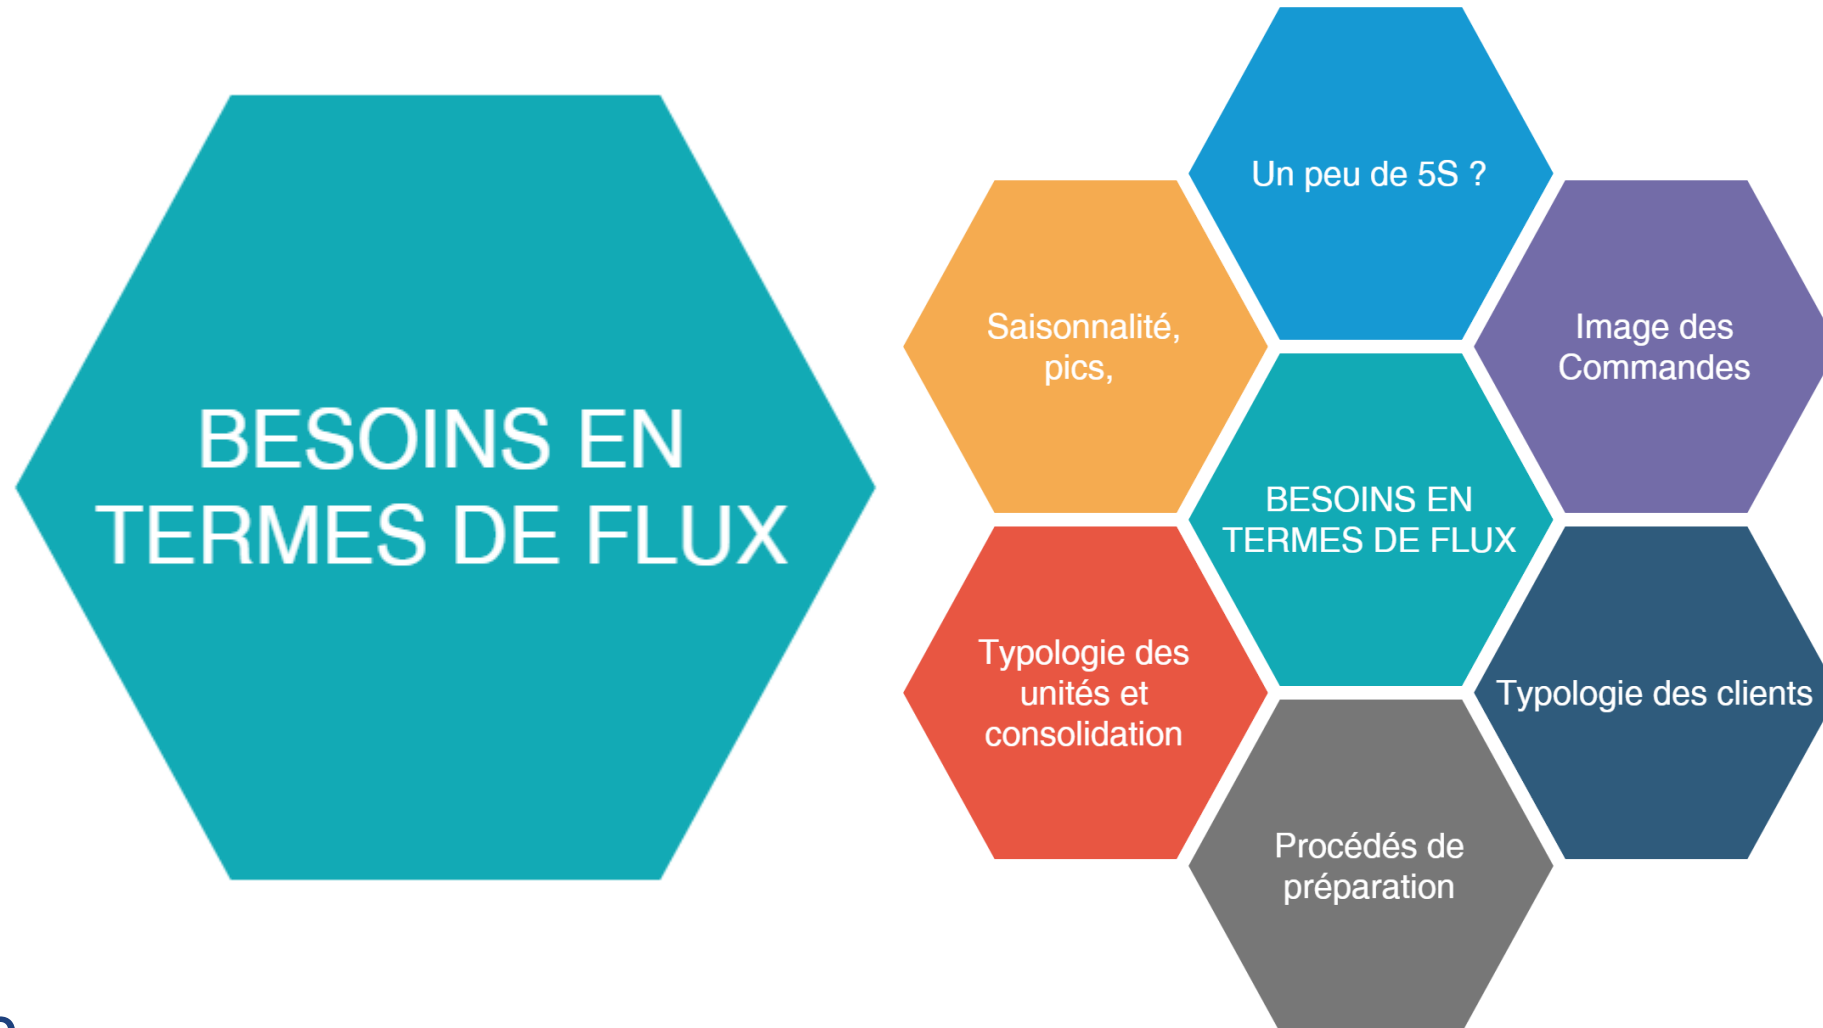 BESOINS EN
TERMES DE FLUX
Un peu de 5S ?
Saisonnalité,
pics,
Image des
Commandes
BESOINS EN
TERMES DE FLUX
Typologie des
unités et
consolidation
Typologie des clients
Procédés de
préparation